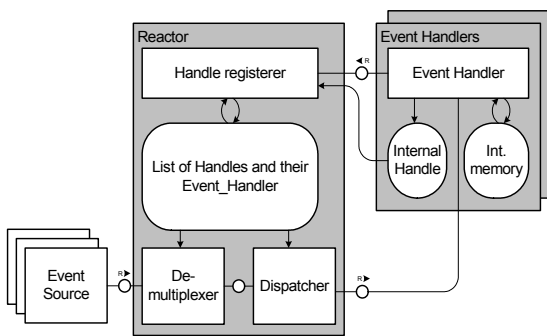 Reactor
Event Handlers
Handle registerer
R
Event Handler
List of Handles and their
Event_Handler
Internal
Handle
Int.
memory
Event
Source
R
De-
multiplexer
Dispatcher
R